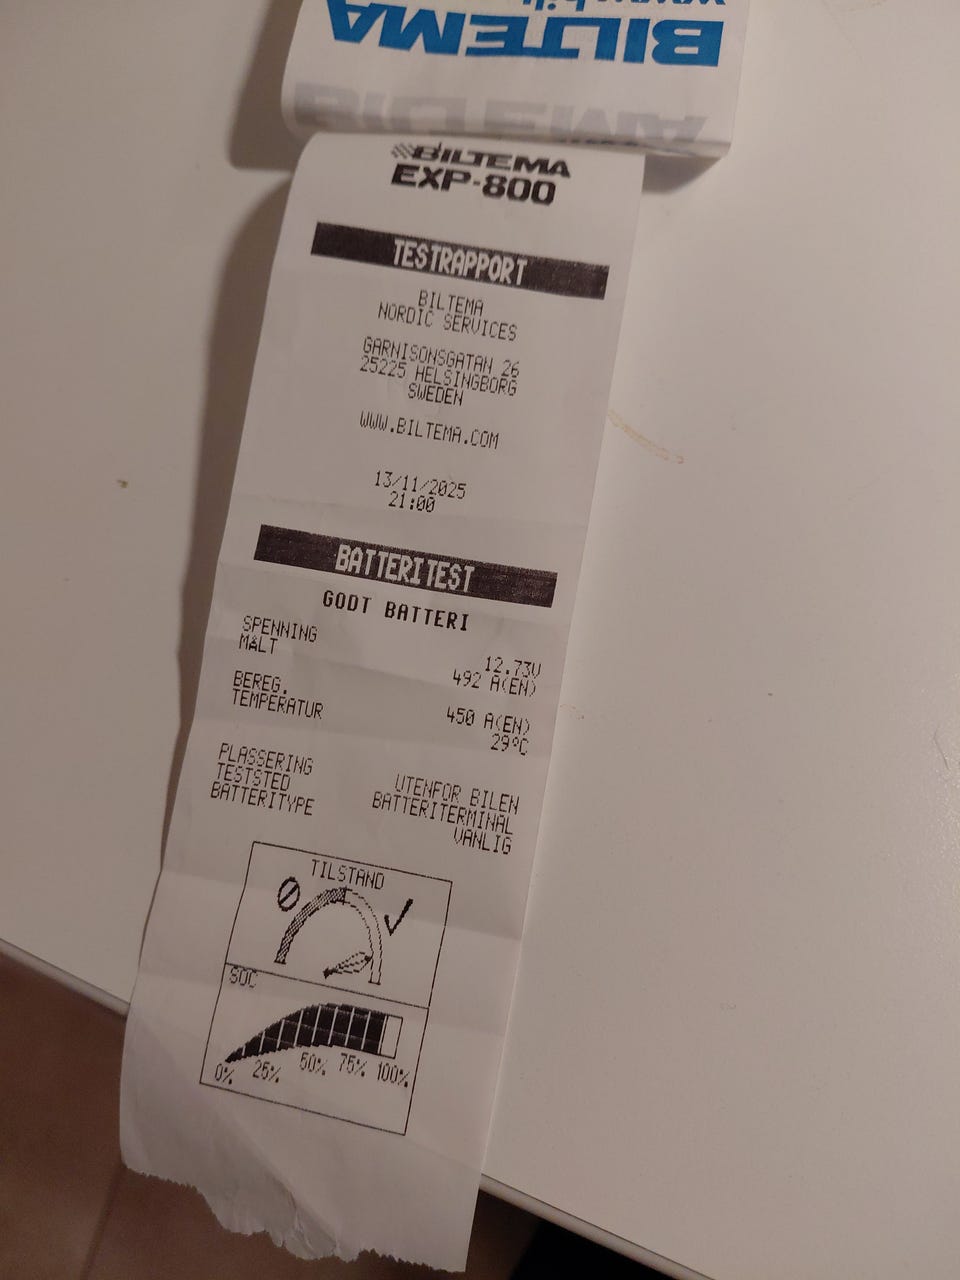 BILTEMA
BILTEMA
EXP-800
TESTRAPPORT
BILTEMA
NORDIC SERVICES
GARNISONSGATAN 26
25225 HELSINGBORG
SWEDEN
WWW.BILTEMA.COM
13/11/2025
21:00
BATTERITEST
GODT BATTERI
SPENNING 12.73V
MÅLT 492 A(EN)
BEREG. 450 A(EN)
TEMPERATUR 29ºC
PLASSERING UTENFOR BILEN
TESTSTED BATTERITERMINAL
BATTERITYPE VANLIG
TILSTAND
SOC
0% 25% 50% 75% 100%